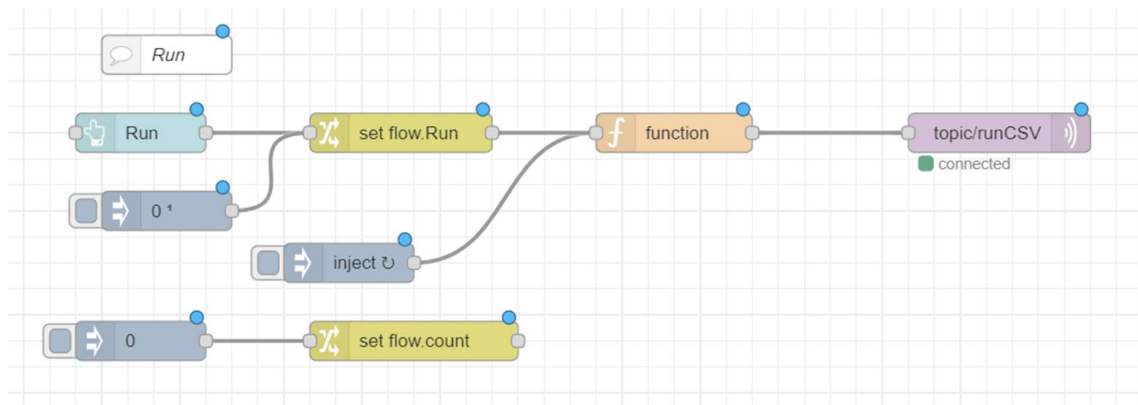 Run
Run
set flow.Run
function
topic/runCSV
connected
0 ¹
inject ↻
0
set flow.count